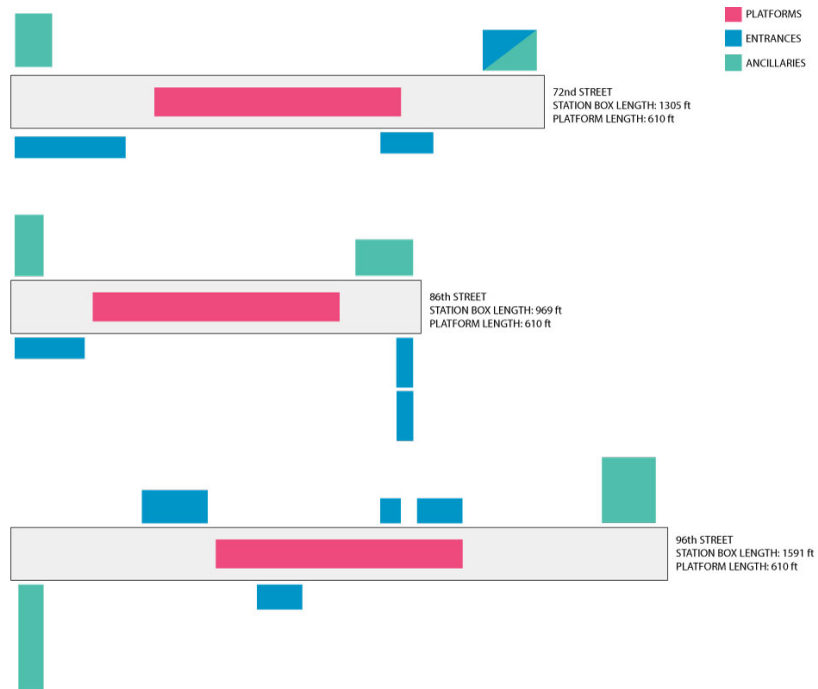 PLATFORMS
ENTRANCES
ANCILLARIES
72nd STREET
STATION BOX LENGTH: 1305 ft
PLATFORM LENGTH: 610 ft
86th STREET
STATION BOX LENGTH: 969 ft
PLATFORM LENGTH: 610 ft
96th STREET
STATION BOX LENGTH: 1591 ft
PLATFORM LENGTH: 610 ft